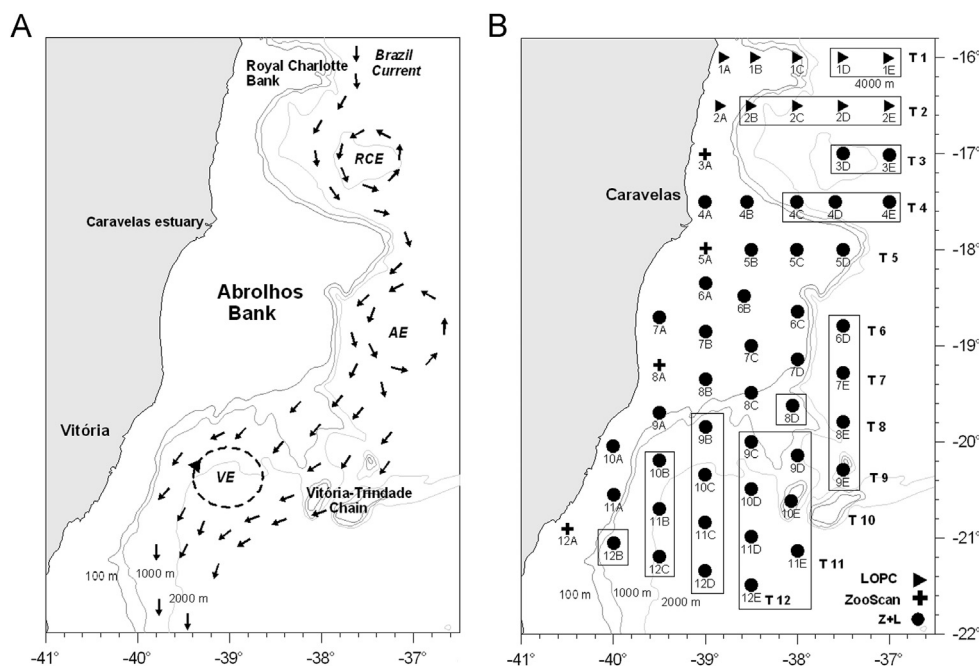 A
Royal Charlotte
Bank
Brazil
Current
RCE
Caravelas estuary
Abrolhos
Bank
AE
Vitória
VE
Vitória-Trindade
Chain
100 m
1000 m
2000 m
-41° -40° -39° -38° -37°
B
1A 1B 1C 1D 1E T 1
4000 m
2A 2B 2C 2D 2E T 2
3A 3D 3E T 3
Caravelas
4A 4B 4C 4D 4E T 4
5A 5B 5C 5D T 5
6A 6B 6C 6D T 6
7A 7B 7C 7D 7E T 7
8A 8B 8C 8D 8E T 8
9A 9B 9C 9D 9E T 9
10A 10B 10C 10D 10E T 10
11A 11B 11C 11D 11E T 11
12A 12B 12C 12D 12E T 12
100 m
1000 m
2000 m
LOPC
ZooScan
Z+L
-16°
-17°
-18°
-19°
-20°
-21°
-22°
-41° -40° -39° -38° -37°